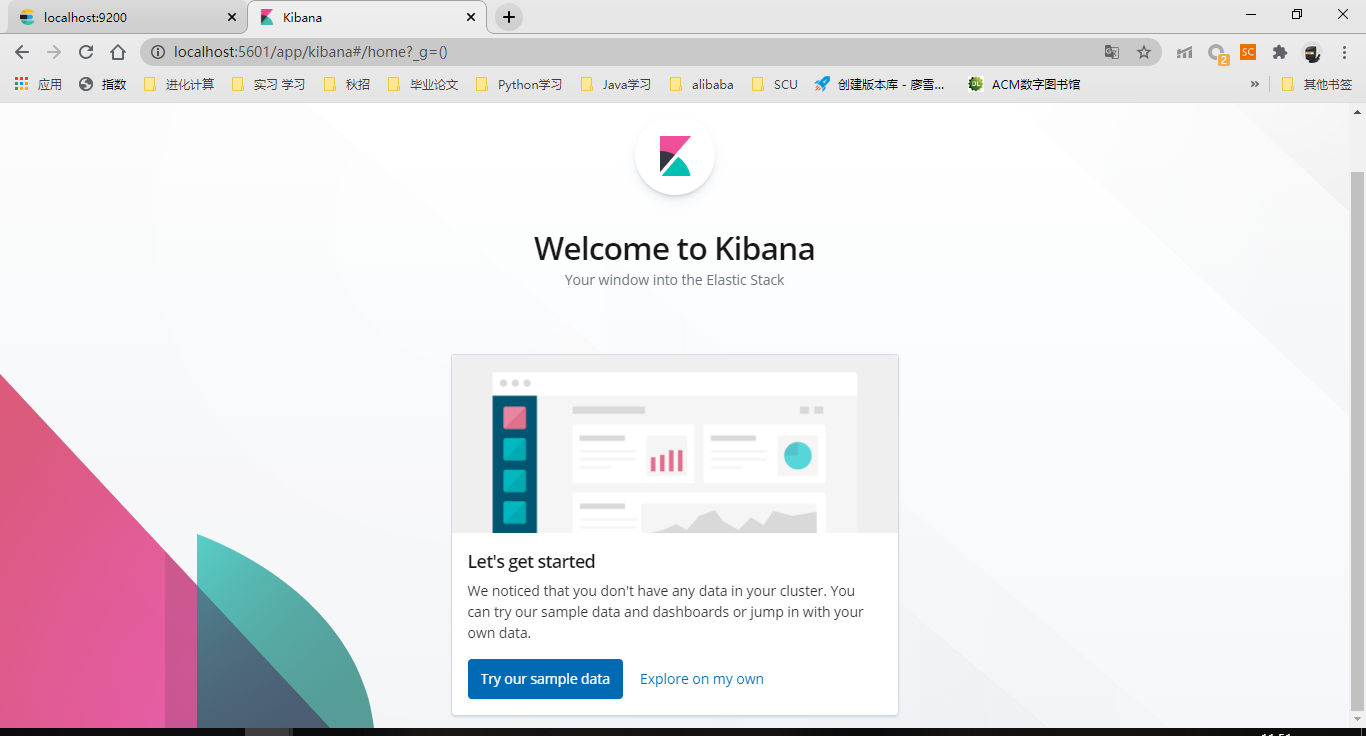 localhost:9200
Kibana
localhost:5601/app/kibana#/home?_g=()
2
SC
应用
指数
进化计算
实习 学习
秋招
毕业论文
Python学习
Java学习
alibaba
SCU
创建版本库 - 廖雪...
ACM数字图书馆
»
其他书签
Welcome to Kibana
Your window into the Elastic Stack
Let's get started
We noticed that you don't have any data in your cluster. You
can try our sample data and dashboards or jump in with your
own data.
Try our sample data
Explore on my own